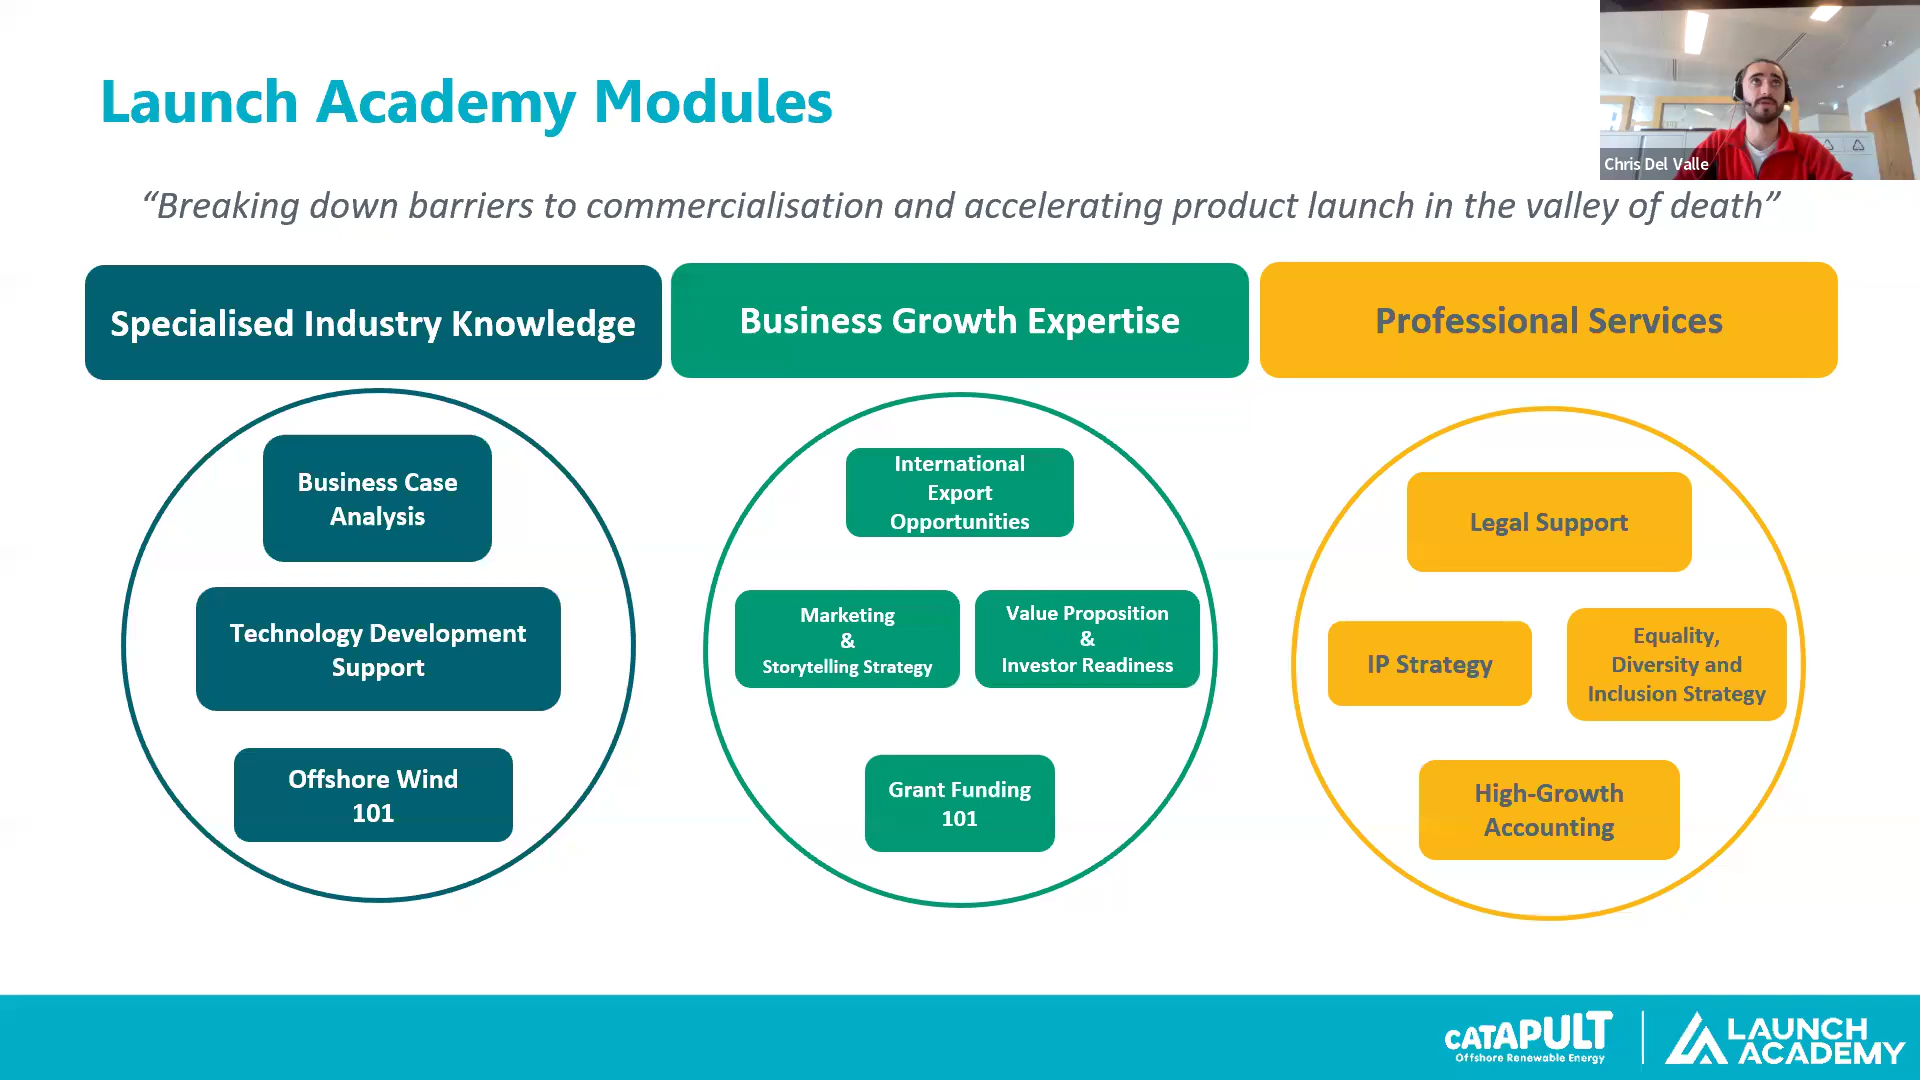 Launch Academy Modules
Chris Del Valle
“Breaking down barriers to commercialisation and accelerating product launch in the valley of death”
Specialised Industry Knowledge
Business Case
Analysis
Technology Development
Support
Offshore Wind
101
Business Growth Expertise
International
Export
Opportunities
Marketing
&
Storytelling Strategy
Value Proposition
&
Investor Readiness
Grant Funding
101
Professional Services
Legal Support
IP Strategy
Equality,
Diversity and
Inclusion Strategy
High-Growth
Accounting
CATAPULT
Offshore Renewable Energy
LAUNCH
ACADEMY